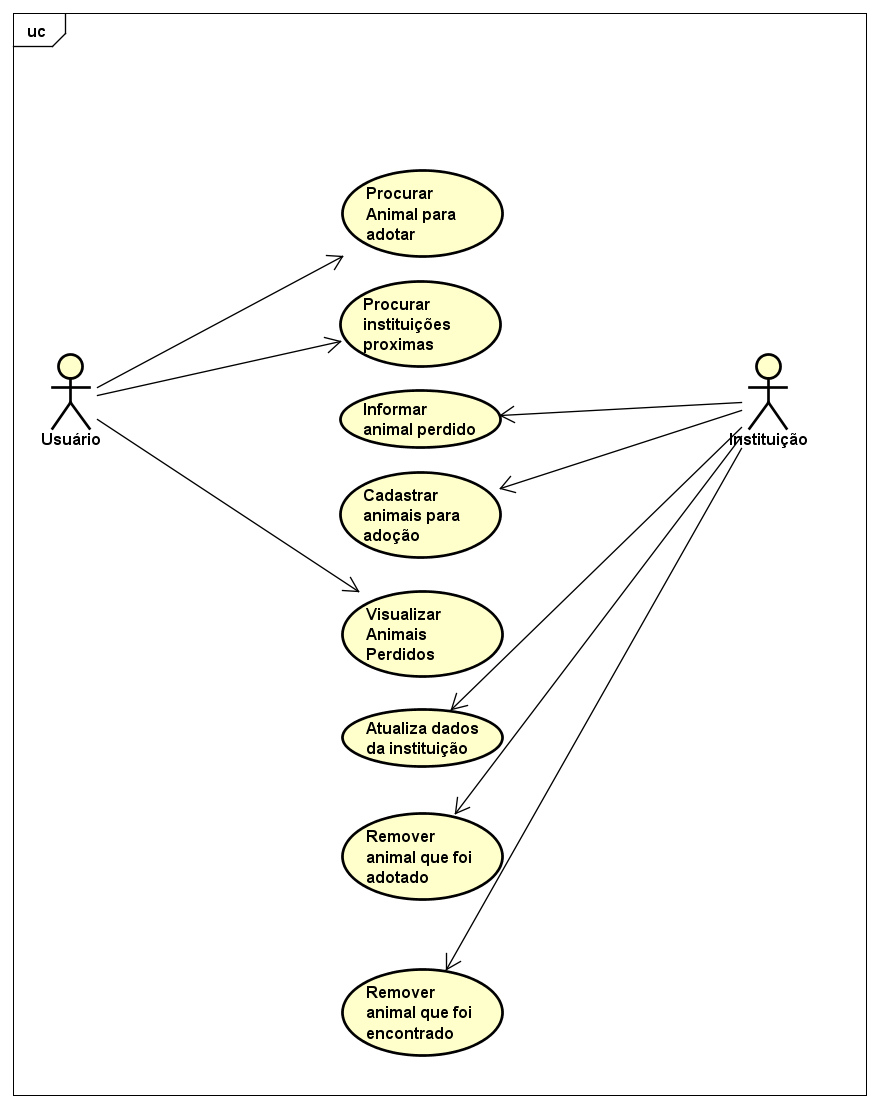 uc
Procurar
Animal para
adotar
Procurar
instituições
proximas
Usuário
Informar
animal perdido
Instituição
Cadastrar
animais para
adoção
Visualizar
Animais
Perdidos
Atualiza dados
da instituição
Remover
animal que foi
adotado
Remover
animal que foi
encontrado